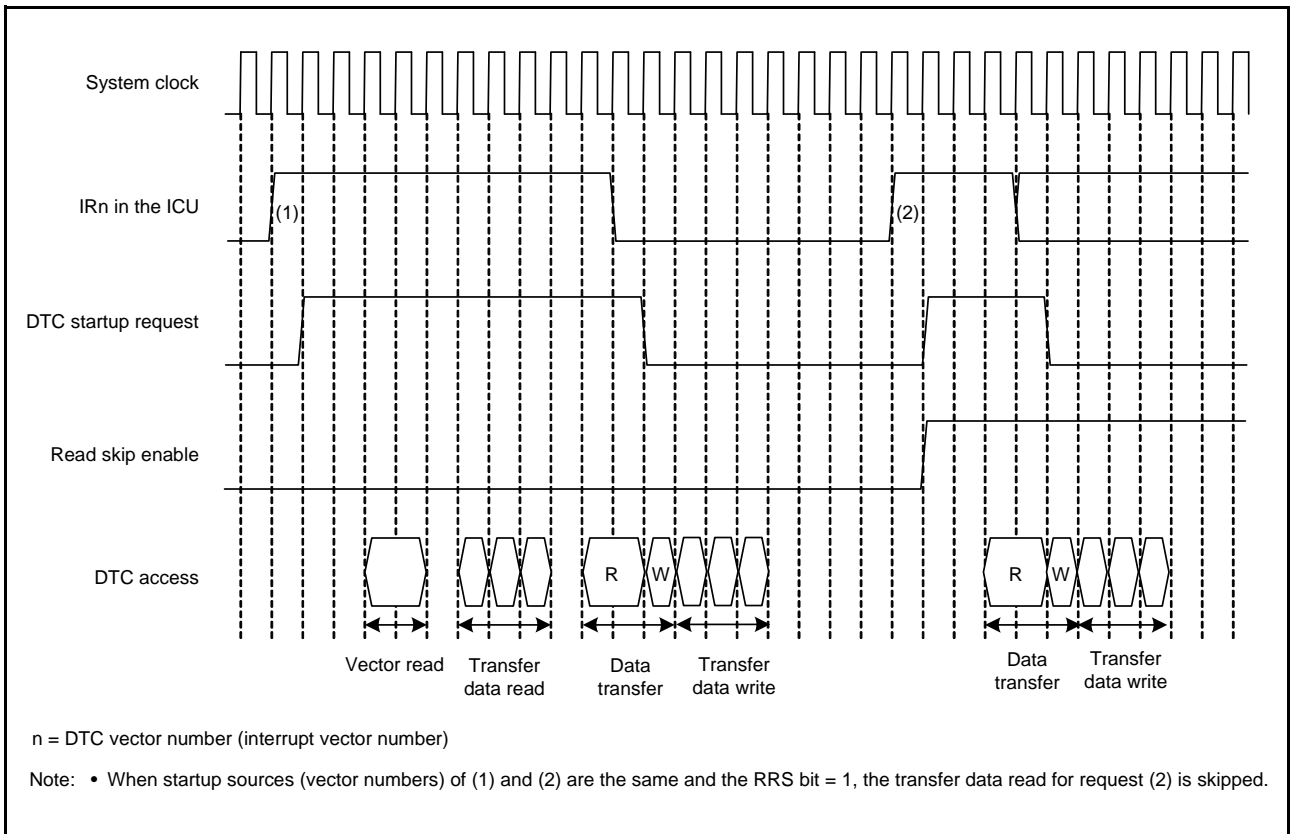 System clock
IRn in the ICU
(1)
(2)
DTC startup request
Read skip enable
DTC access
R
W
R
W
Vector read
Transfer
data read
Data
transfer
Transfer
data write
Data
transfer
Transfer
data write
n = DTC vector number (interrupt vector number)
Note: • When startup sources (vector numbers) of (1) and (2) are the same and the RRS bit = 1, the transfer data read for request (2) is skipped.